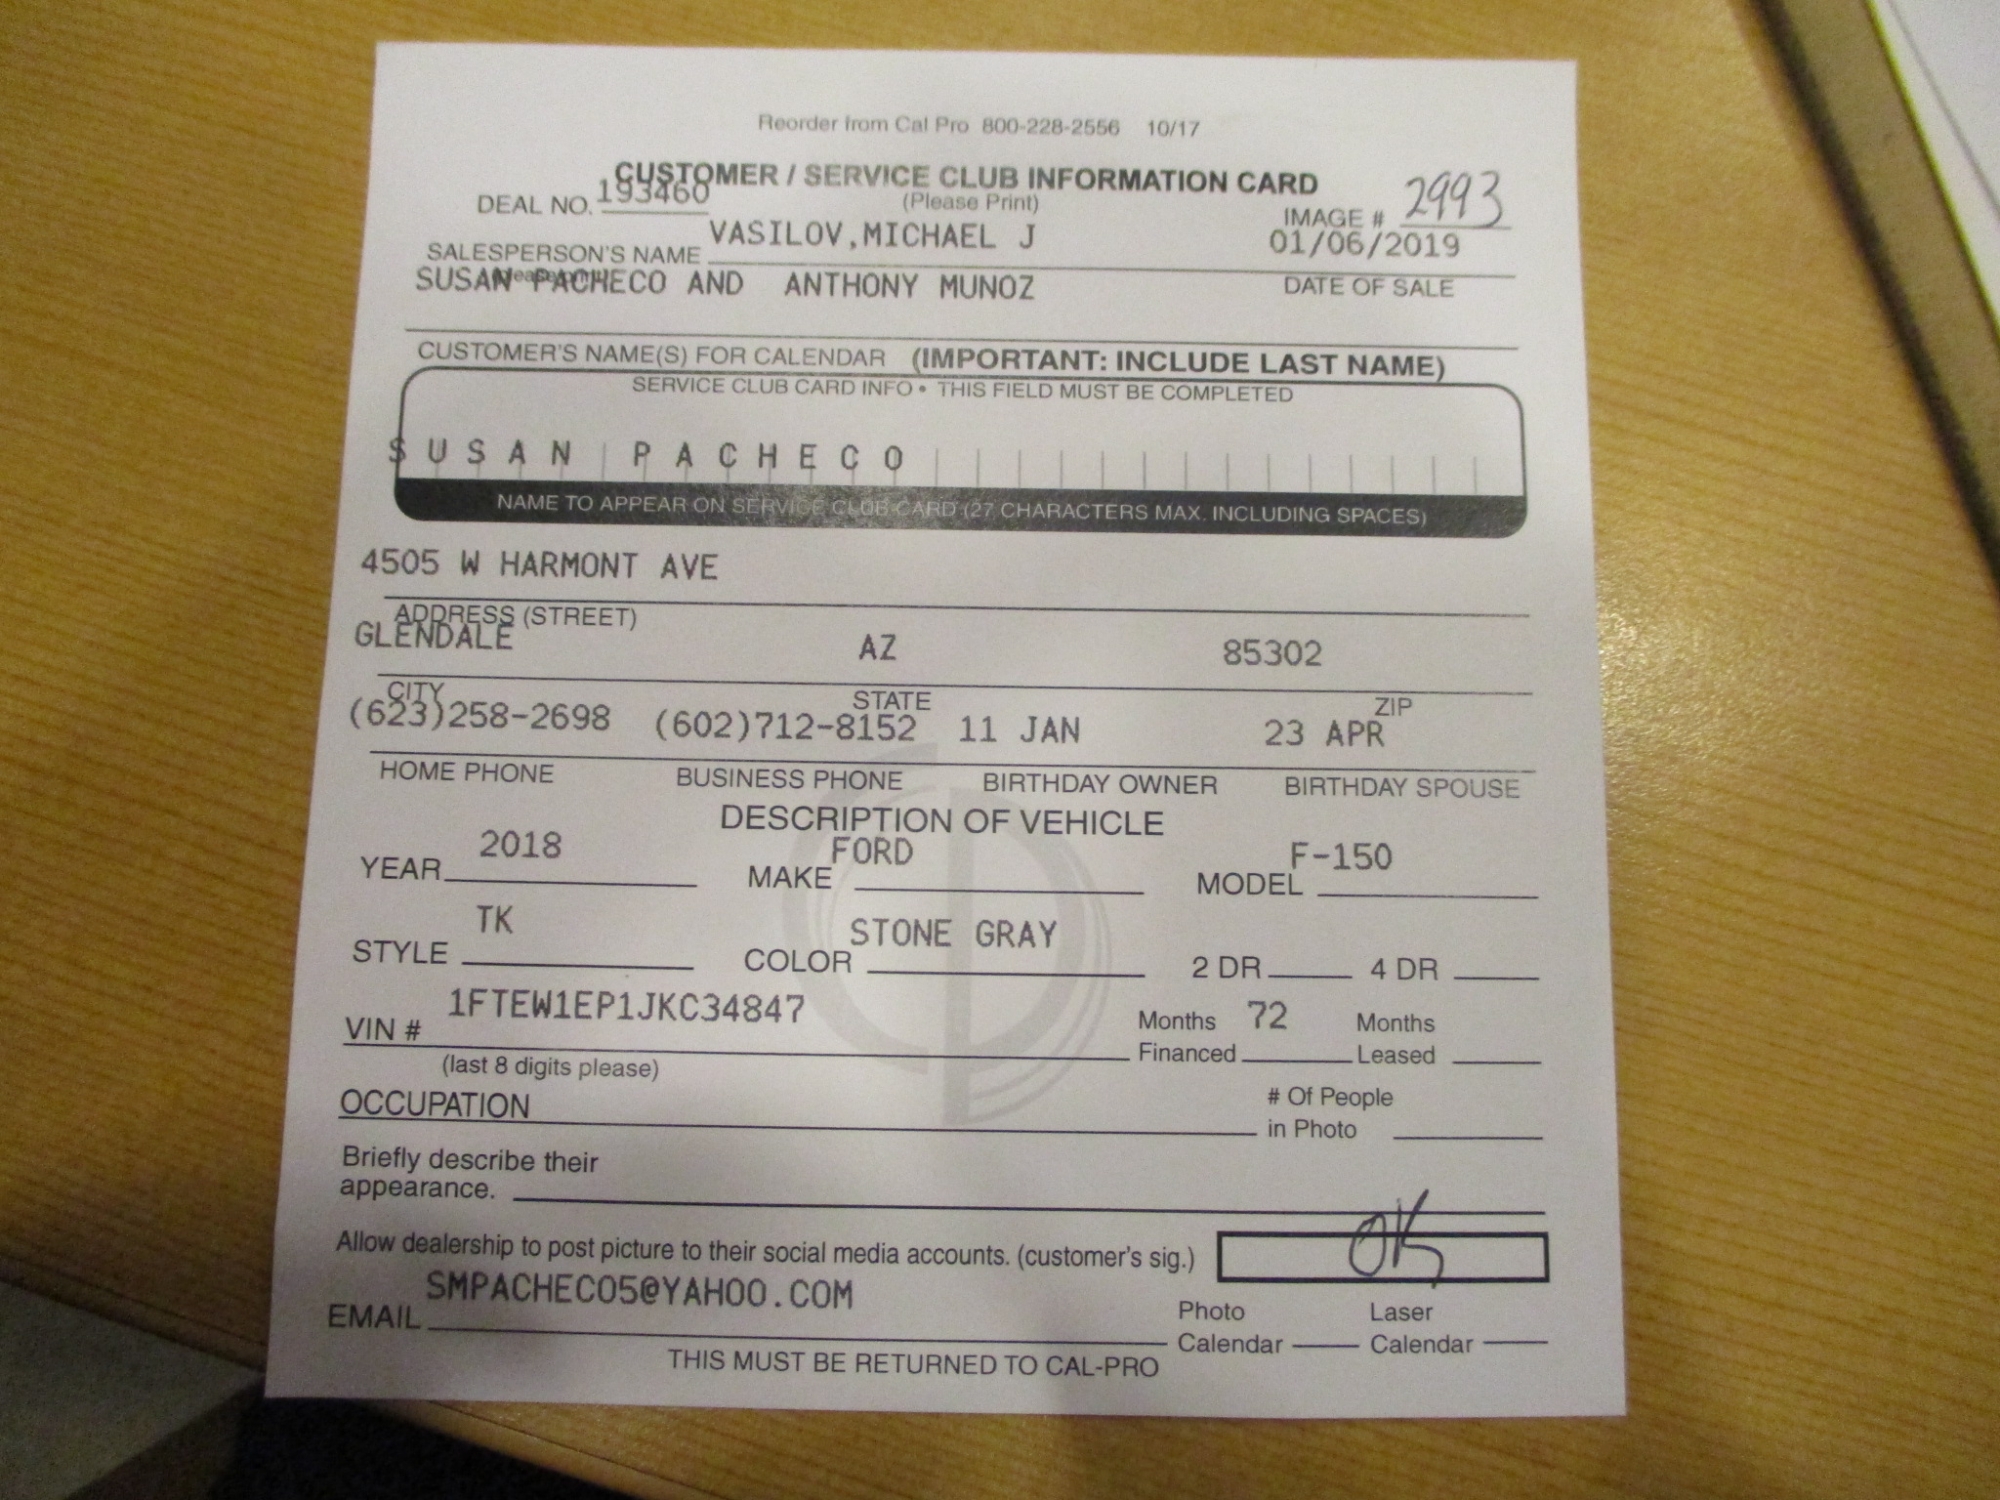 Reorder from Cal Pro 800-228-2556 10/17
CUSTOMER / SERVICE CLUB INFORMATION CARD
DEAL NO. 193460 (Please Print) IMAGE # 2993
SALESPERSON'S NAME VASILOV,MICHAEL J 01/06/2019
SUSAN PACHECO AND ANTHONY MUNOZ DATE OF SALE
CUSTOMER'S NAME(S) FOR CALENDAR (IMPORTANT: INCLUDE LAST NAME)
SERVICE CLUB CARD INFO • THIS FIELD MUST BE COMPLETED
SUSAN PACHECO
NAME TO APPEAR ON SERVICE CLUB CARD (27 CHARACTERS MAX. INCLUDING SPACES)
4505 W HARMONT AVE
ADDRESS (STREET)
GLENDALE AZ 85302
CITY STATE ZIP
(623)258-2698 (602)712-8152 11 JAN 23 APR
HOME PHONE BUSINESS PHONE BIRTHDAY OWNER BIRTHDAY SPOUSE
DESCRIPTION OF VEHICLE
YEAR 2018 MAKE FORD MODEL F-150
STYLE TK COLOR STONE GRAY 2 DR 4 DR
VIN # 1FTEW1EP1JKC34847 Months Financed 72 Months Leased
(last 8 digits please)
OCCUPATION # Of People in Photo
Briefly describe their
appearance.
Allow dealership to post picture to their social media accounts. (customer's sig.) OK
EMAIL SMPACHECO5@YAHOO.COM Photo Calendar Laser Calendar
THIS MUST BE RETURNED TO CAL-PRO